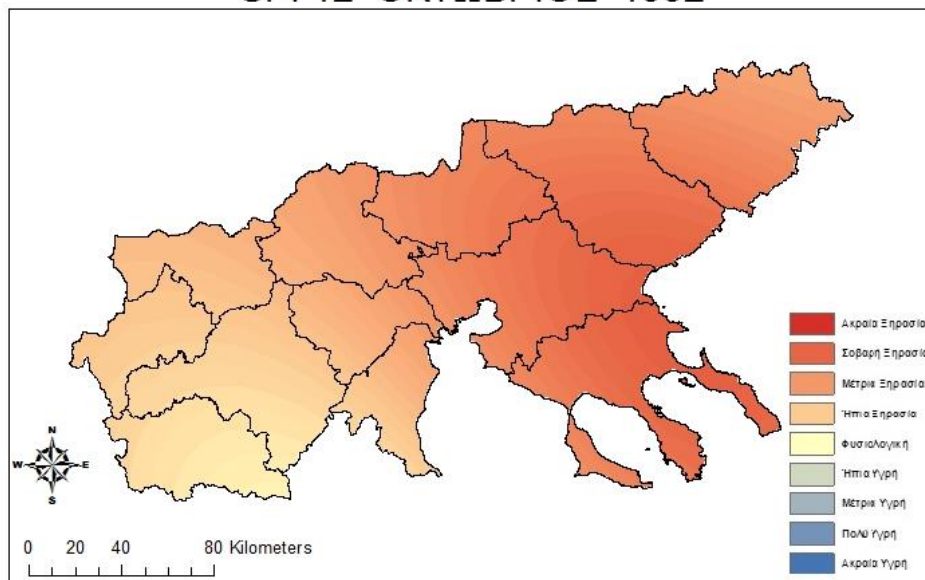 N
W E
S
0 20 40 80 Kilometers
Ακραία Ξηρασία
Σοβαρή Ξηρασία
Μέτρια Ξηρασία
Ήπια Ξηρασία
Φυσιολογική
Ήπια Υγρή
Μέτρια Υγρή
Πολύ Υγρή
Ακραία Υγρή